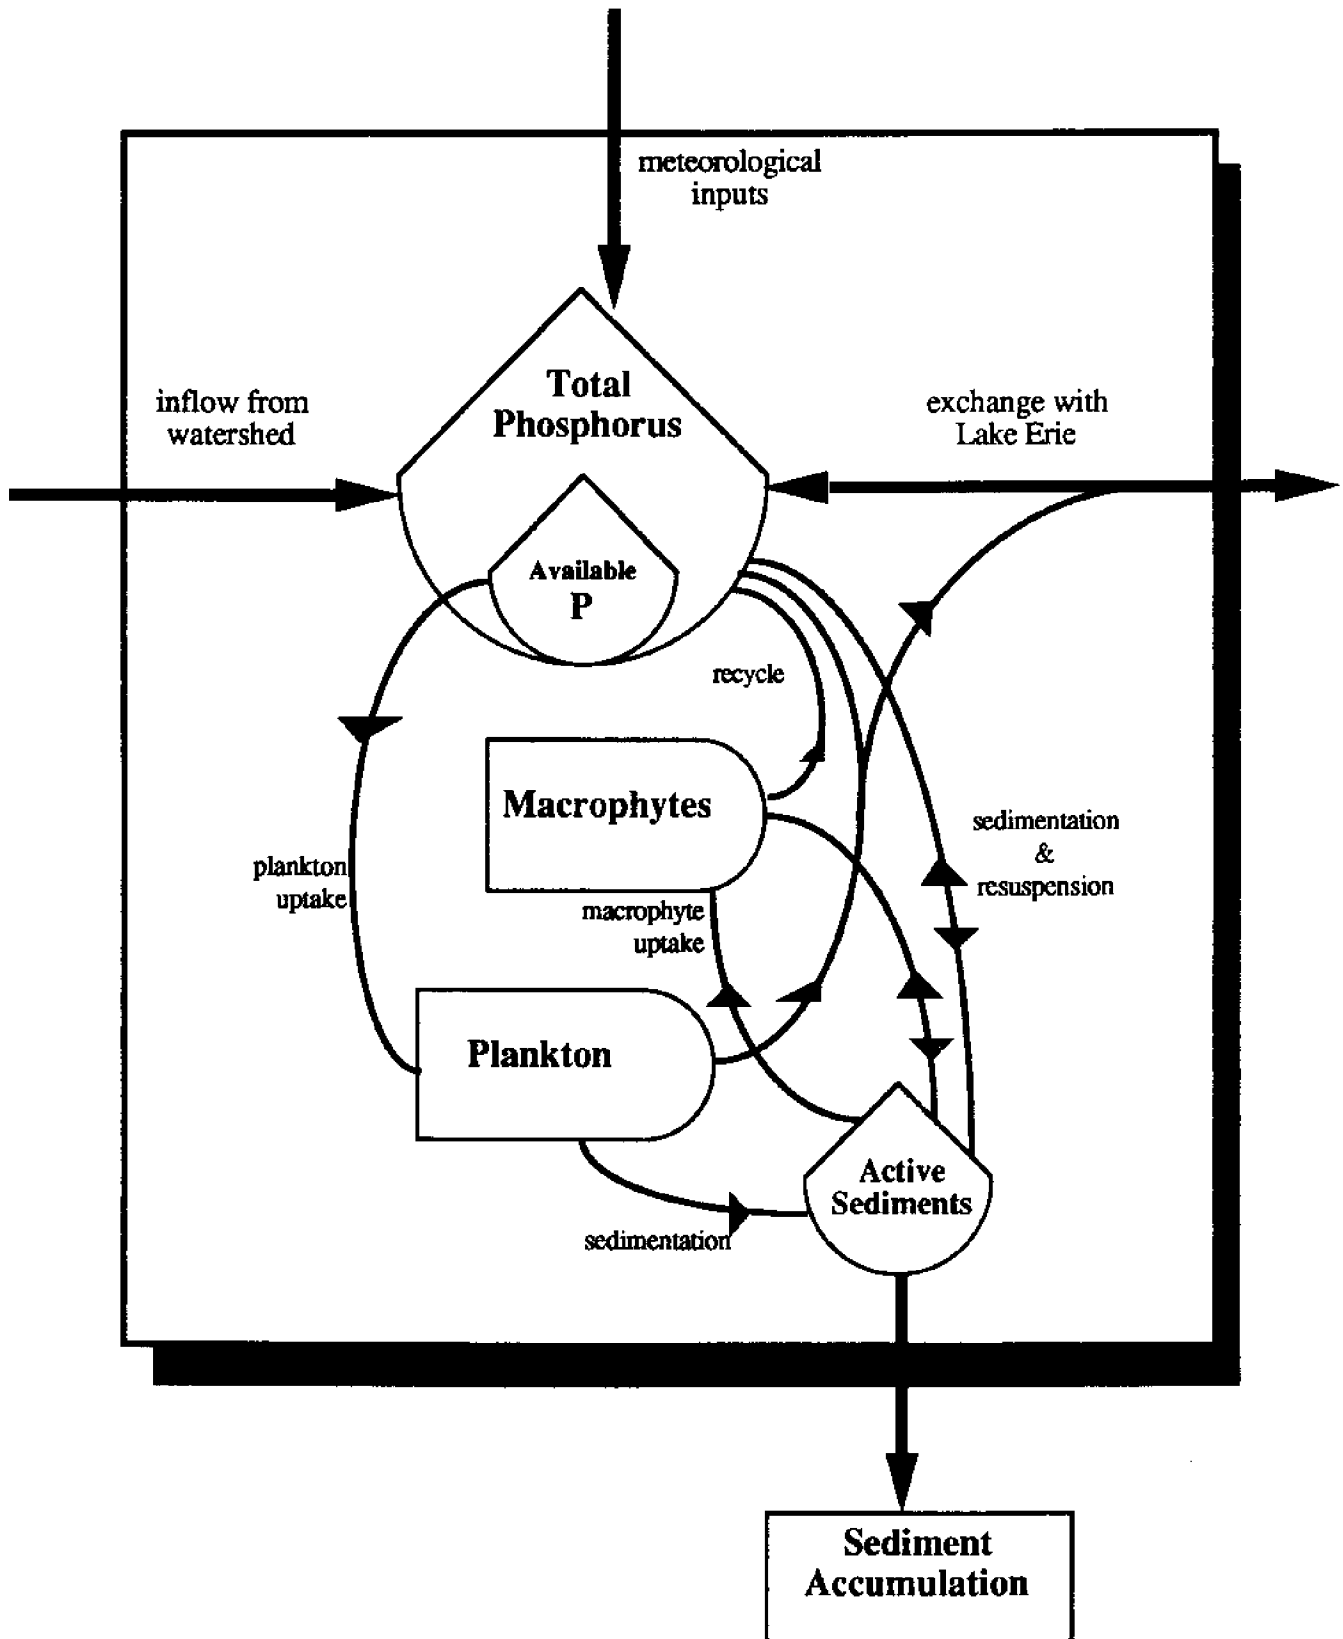 meteorological
inputs
Total
Phosphorus
inflow from
watershed
exchange with
Lake Erie
Available
P
recycle
Macrophytes
sedimentation
&
resuspension
plankton
uptake
macrophyte
uptake
Plankton
Active
Sediments
sedimentation
Sediment
Accumulation